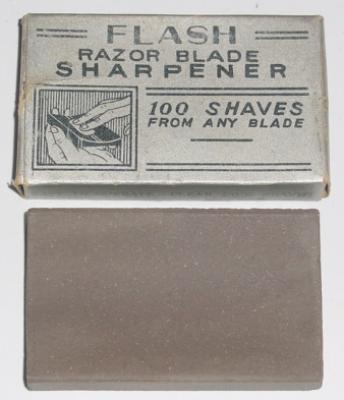 FLASH
RAZOR BLADE
SHARPENER
100 SHAVES
FROM ANY BLADE